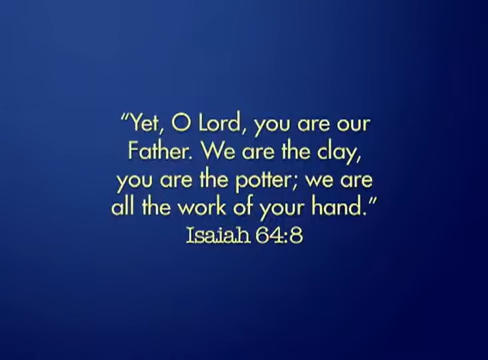 “Yet, O Lord, you are our
Father. We are the clay,
you are the potter; we are
all the work of your hand.”
Isaiah 64:8